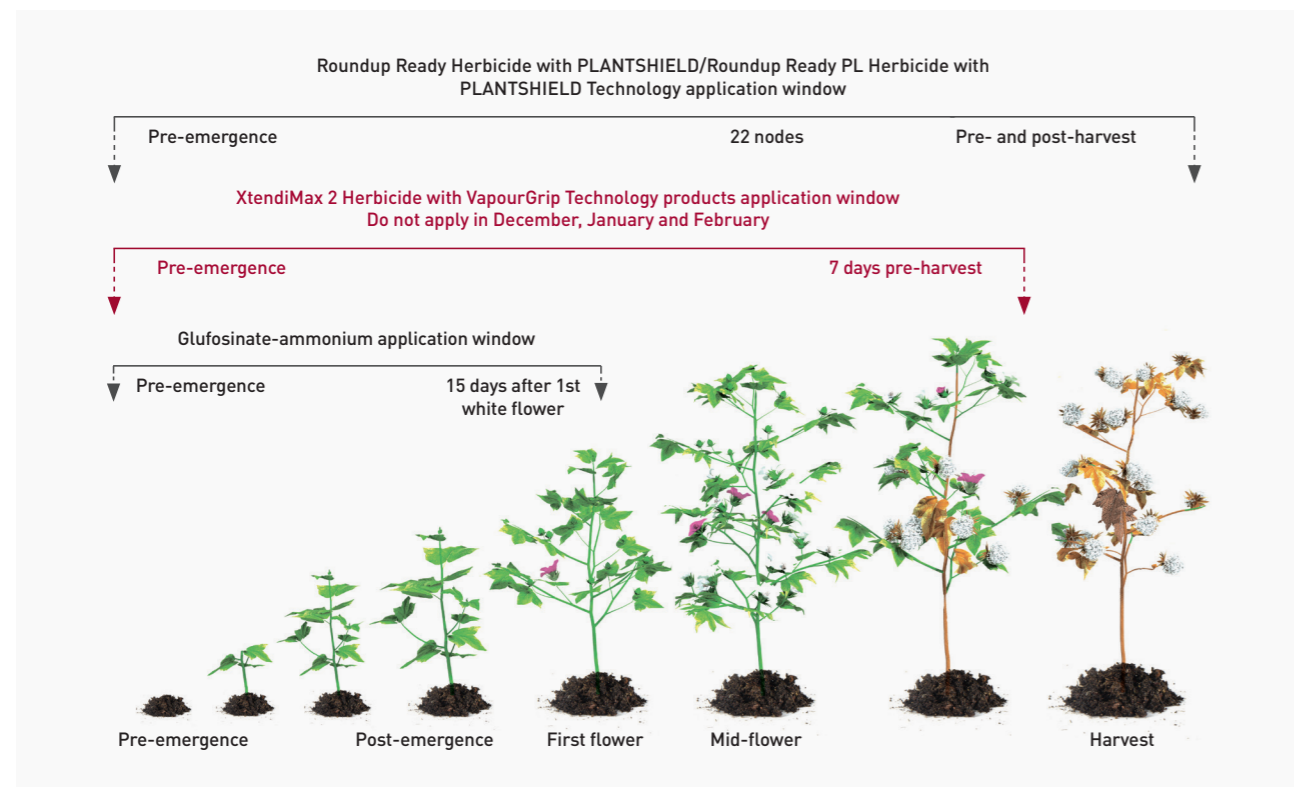 Roundup Ready Herbicide with PLANTSHIELD/Roundup Ready PL Herbicide with
PLANTSHIELD Technology application window
Pre-emergence
22 nodes
Pre- and post-harvest
XtendiMax 2 Herbicide with VapourGrip Technology products application window
Do not apply in December, January and February
Pre-emergence
7 days pre-harvest
Glufosinate-ammonium application window
Pre-emergence
15 days after 1st
white flower
Pre-emergence
Post-emergence
First flower
Mid-flower
Harvest